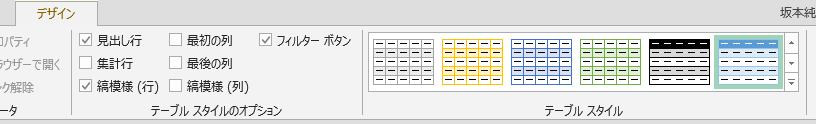 デザイン
坂本純
ロパティ
ラウザーで開く
ク解除
ータ
見出し行
最初の列
フィルター ボタン
集計行
最後の列
縞模様 (行)
縞模様 (列)
テーブル スタイルのオプション
テーブル スタイル